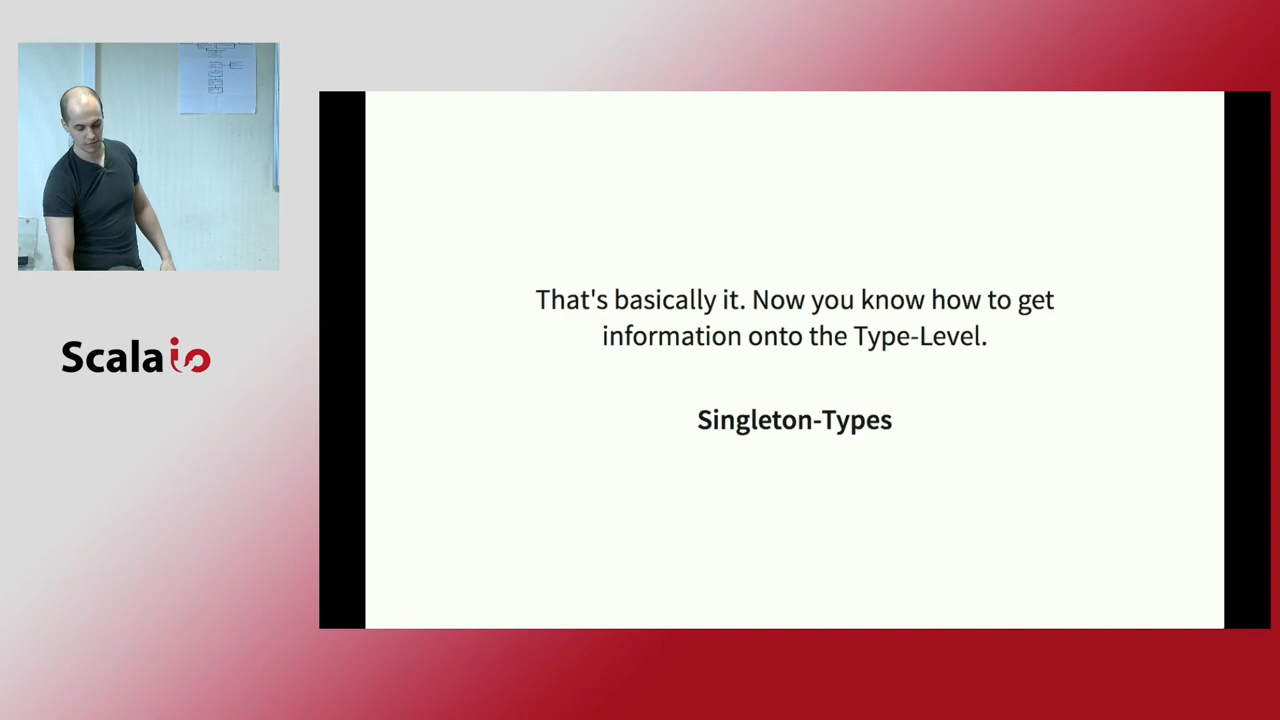 Scalaio
That's basically it. Now you know how to get
information onto the Type-Level.
Singleton-Types